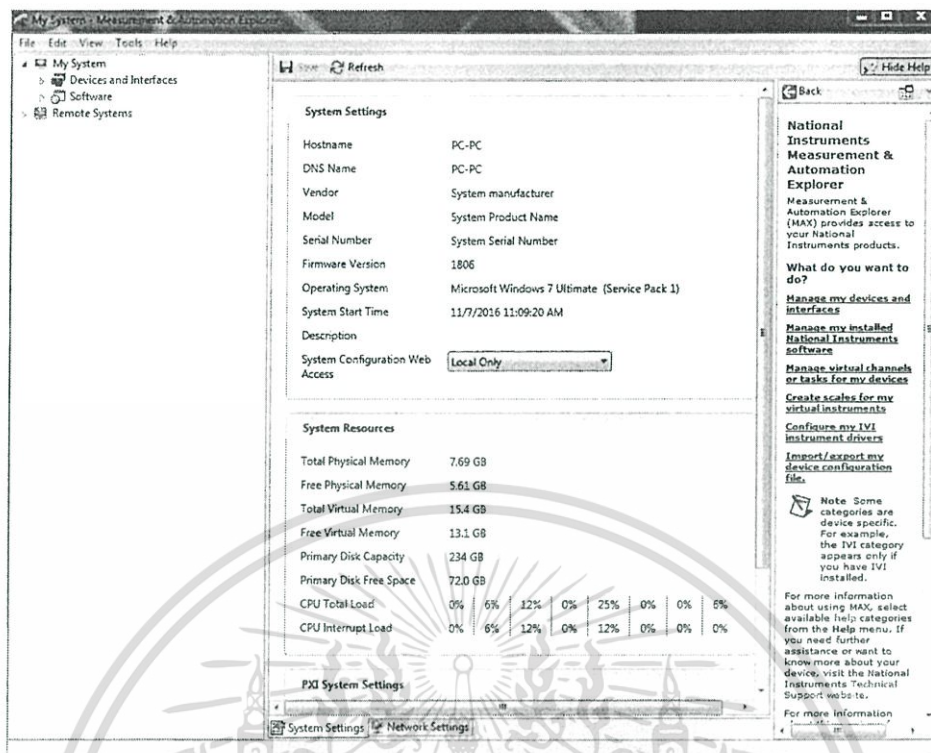 My System - Measurement & Automation Explorer
File Edit View Tools Help
My System
Devices and Interfaces
Software
Remote Systems
Save Refresh
Hide Help
System Settings
Hostname PC-PC
DNS Name PC-PC
Vendor System manufacturer
Model System Product Name
Serial Number System Serial Number
Firmware Version 1806
Operating System Microsoft Windows 7 Ultimate (Service Pack 1)
System Start Time 11/7/2016 11:09:20 AM
Description
System Configuration Web Local Only
Access
System Resources
Total Physical Memory 7.69 GB
Free Physical Memory 5.61 GB
Total Virtual Memory 15.4 GB
Free Virtual Memory 13.1 GB
Primary Disk Capacity 234 GB
Primary Disk Free Space 72.0 GB
CPU Total Load 0% 6% 12% 0% 25% 0% 0% 6%
CPU Interrupt Load 0% 6% 12% 0% 12% 0% 0% 0%
PXI System Settings
System Settings Network Settings
Back
National
Instruments
Measurement &
Automation
Explorer
Measurement &
Automation Explorer
(MAX) provides access to
your National
Instruments products.
What do you want to
do?
Manage my devices and
interfaces
Manage my installed
National Instruments
software
Manage virtual channels
or tasks for my devices
Create scales for my
virtual instruments
Configure my IVI
instrument drivers
Import/export my
device configuration
file.
Note Some
categories are
device specific.
For example,
the IVI category
appears only if
you have IVI
installed.
For more information
about using MAX, select
available help categories
from the Help menu. If
you need further
assistance or want to
know more about your
device, visit the National
Instruments Technical
Support website.
For more information